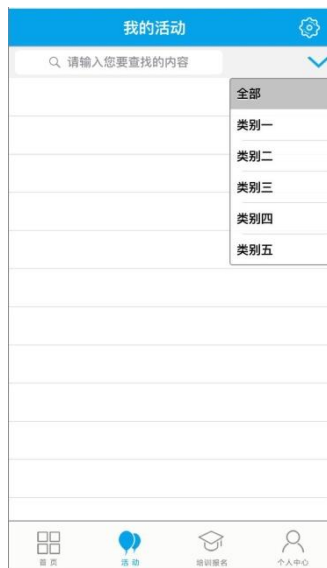 我的活动
请输入您要查找的内容
全部
类别一
类别二
类别三
类别四
类别五
首页
活动
培训报名
个人中心